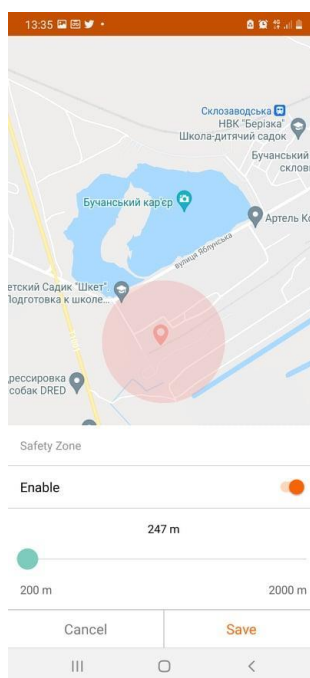 13:35
Склозаводська
НВК "Берізка"
Школа-дитячий садок
Бучанський
склов
Бучанський кар'єр
Артель Ко
вулиця Яблунська
етский Садик "Шкет"
Подготовка к школе...
дрессировка
собак DRED
Safety Zone
Enable
247 m
200 m
2000 m
Cancel
Save